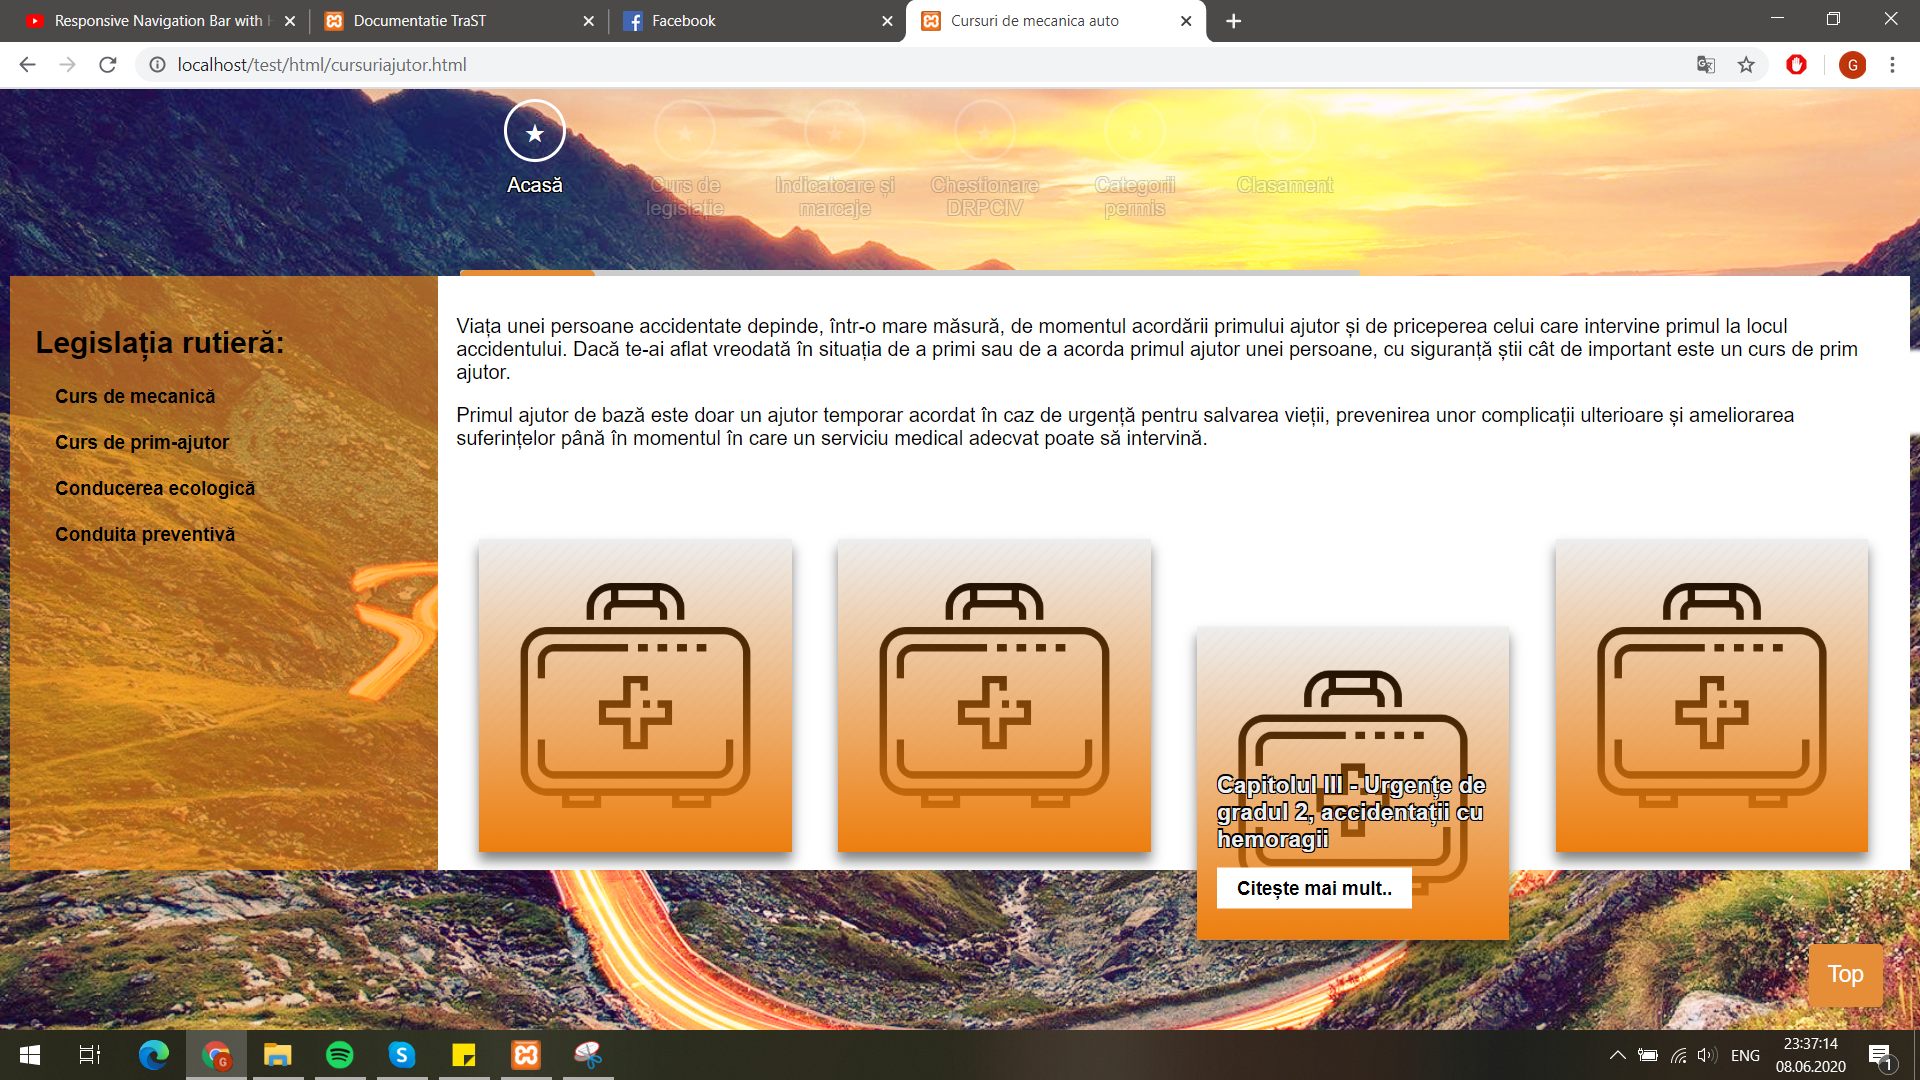 Responsive Navigation Bar with
Documentatie TraST
Facebook
Cursuri de mecanica auto
localhost/test/html/cursuriajutor.html
G
Acasă
Curs de
legislație
Indicatoare și
marcaje
Chestionare
DRPCIV
Categorii
permis
Clasament
Legislația rutieră:
Curs de mecanică
Curs de prim-ajutor
Conducerea ecologică
Conduita preventivă
Viața unei persoane accidentate depinde, într-o mare măsură, de momentul acordării primului ajutor și de priceperea celui care intervine primul la locul
accidentului. Dacă te-ai aflat vreodată în situația de a primi sau de a acorda primul ajutor unei persoane, cu siguranță știi cât de important este un curs de prim
ajutor.
Primul ajutor de bază este doar un ajutor temporar acordat în caz de urgență pentru salvarea vieții, prevenirea unor complicații ulterioare și ameliorarea
suferințelor până în momentul în care un serviciu medical adecvat poate să intervină.
Capitolul III - Urgențe de
gradul 2, accidentații cu
hemoragii
Citește mai mult..
Top
G
ENG
23:37:14
08.06.2020
1